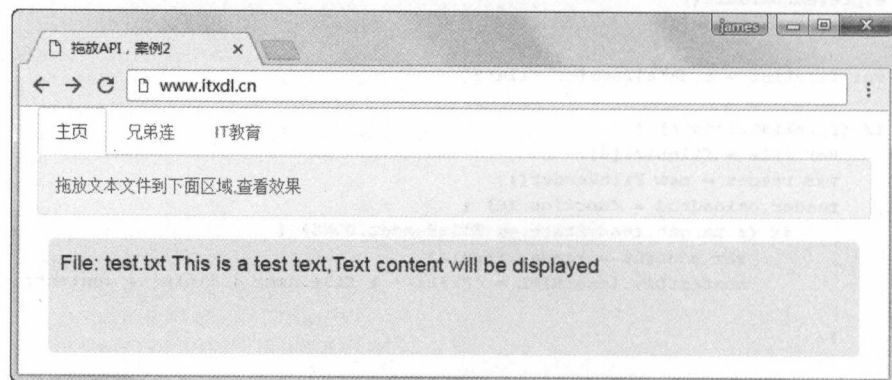 james
拖放API,案例2
www.itxdl.cn
主页 兄弟连 IT教育
拖放文本文件到下面区域,查看效果
File: test.txt This is a test text,Text content will be displayed